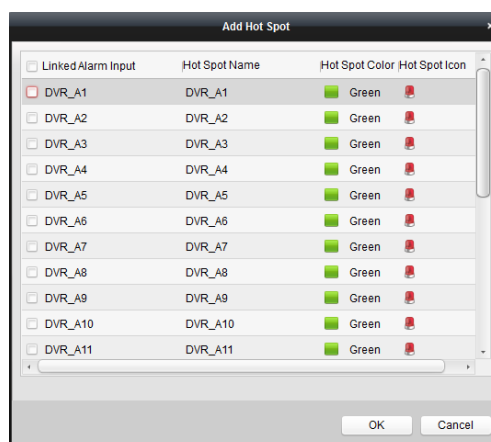 Add Hot Spot
Linked Alarm Input Hot Spot Name Hot Spot Color Hot Spot Icon
DVR_A1 DVR_A1 Green
DVR_A2 DVR_A2 Green
DVR_A3 DVR_A3 Green
DVR_A4 DVR_A4 Green
DVR_A5 DVR_A5 Green
DVR_A6 DVR_A6 Green
DVR_A7 DVR_A7 Green
DVR_A8 DVR_A8 Green
DVR_A9 DVR_A9 Green
DVR_A10 DVR_A10 Green
DVR_A11 DVR_A11 Green
OK Cancel